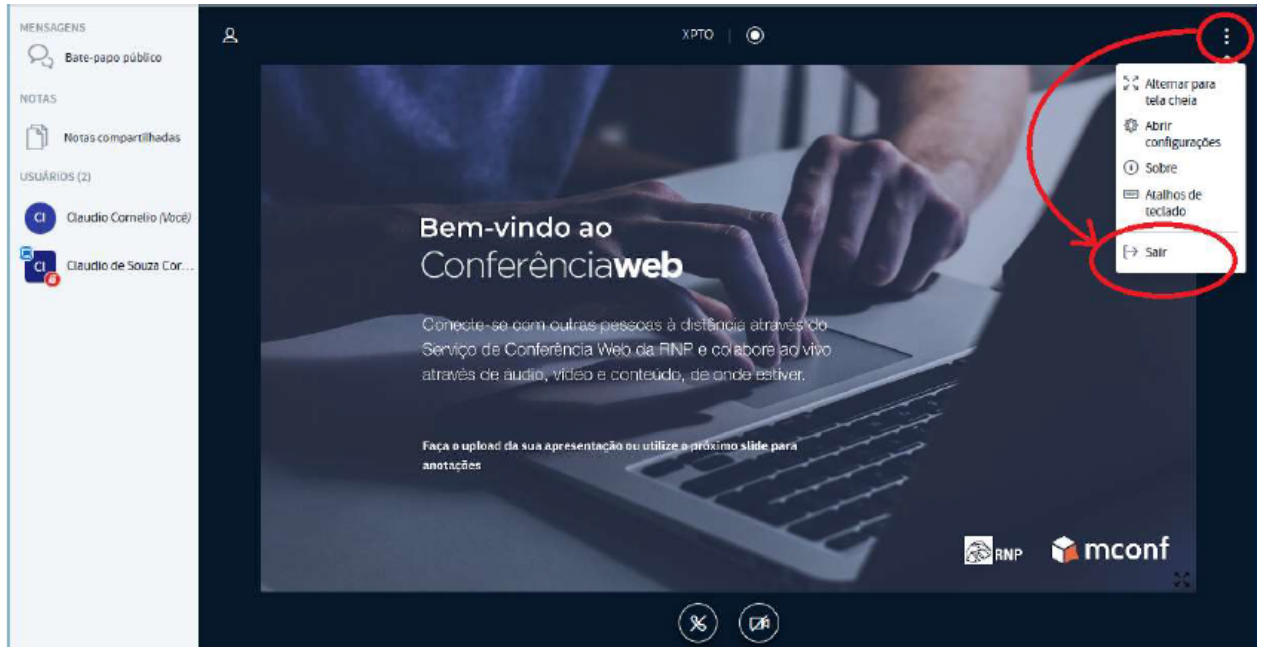 MENSAGENS
Bate-papo público
NOTAS
Notas compartilhadas
USUÁRIOS (2)
CI
Claudio Cornelio (Você)
CL
Claudio de Souza Cor...
XPTO
Bem-vindo ao
Conferênciaweb
Conecte-se com outras pessoas à distância através do
Serviço de Conferência Web da RNP e colabore ao vivo
através de áudio, vídeo e conteúdo, de onde estiver.
Faça o upload da sua apresentação ou utilize o próximo slide para
anotações
RNP
mconf
Alternar para
tela cheia
Abrir
configurações
Sobre
Atalhos de
teclado
Sair